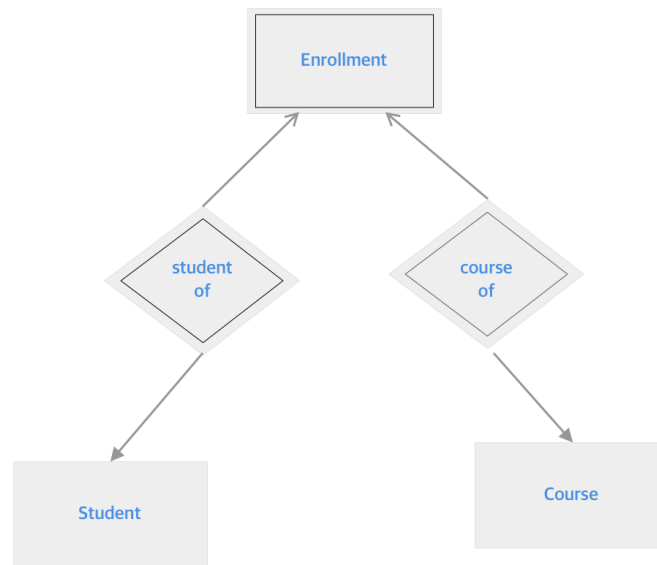 Enrollment
student
of
course
of
Student
Course